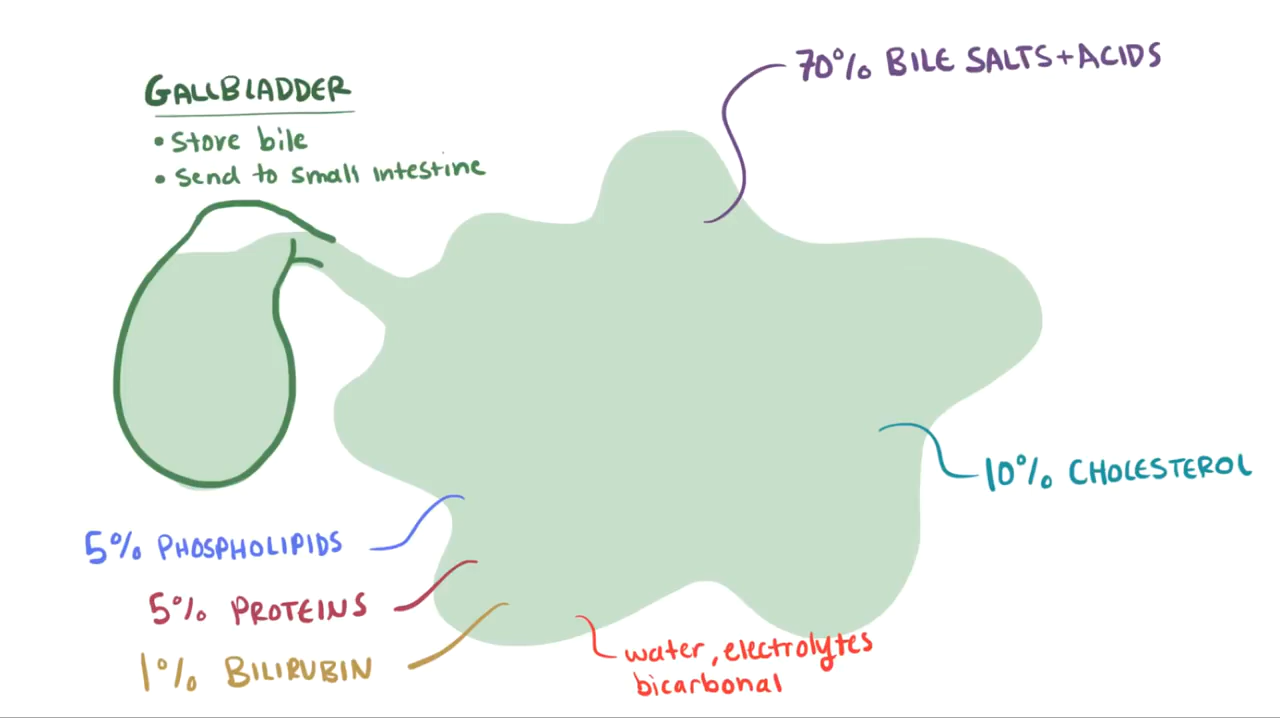 GALLBLADDER
• Store bile
• Send to small intestine
70% BILE SALTS+ACIDS
10% CHOLESTEROL
5% PHOSPHOLIPIDS
5% PROTEINS
1% BILIRUBIN
water, electrolytes
bicarbonal